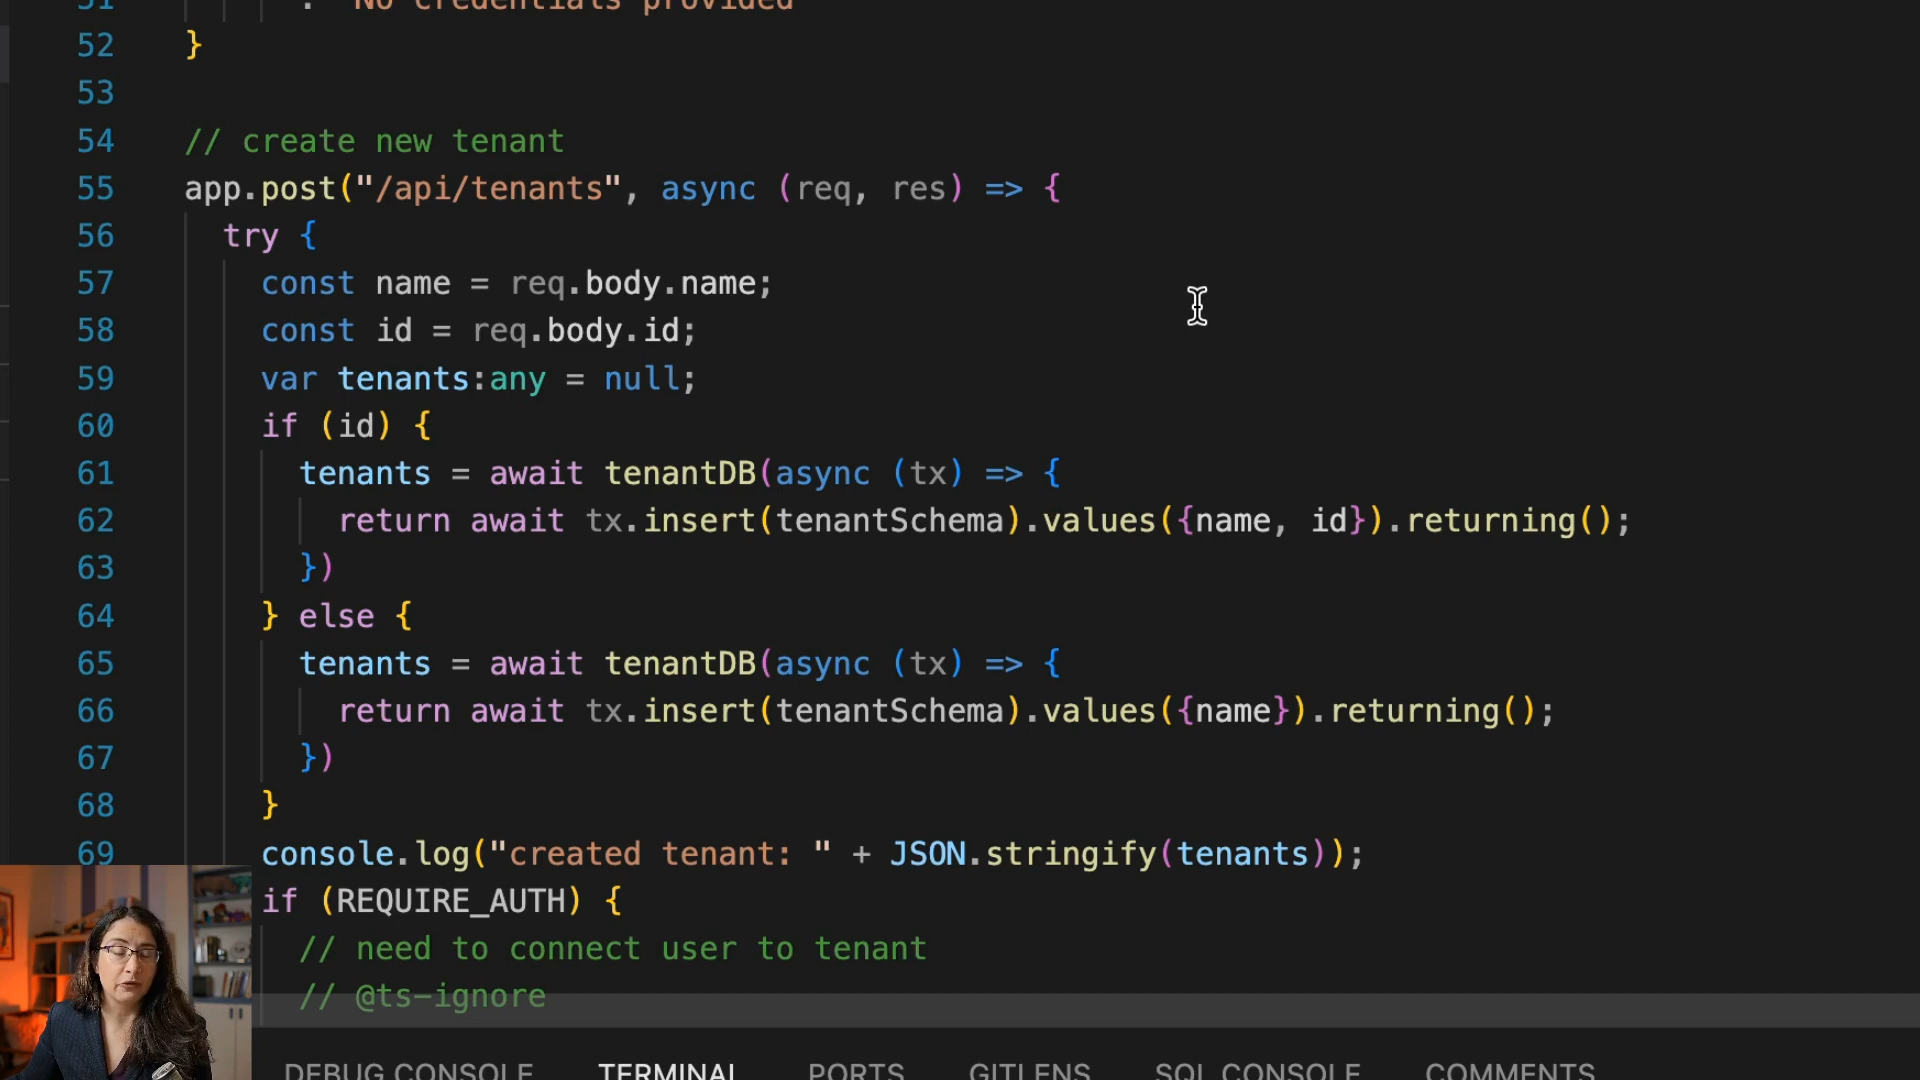 51 : "No credentials provided"
52 }
53
54 // create new tenant
55 app.post("/api/tenants", async (req, res) => {
56 try {
57 const name = req.body.name;
58 const id = req.body.id;
59 var tenants:any = null;
60 if (id) {
61 tenants = await tenantDB(async (tx) => {
62 return await tx.insert(tenantSchema).values({name, id}).returning();
63 })
64 } else {
65 tenants = await tenantDB(async (tx) => {
66 return await tx.insert(tenantSchema).values({name}).returning();
67 })
68 }
69 console.log("created tenant: " + JSON.stringify(tenants));
if (REQUIRE_AUTH) {
// need to connect user to tenant
// @ts-ignore
DEBUG CONSOLE TERMINAL PORTS GITLENS SQL CONSOLE COMMENTS